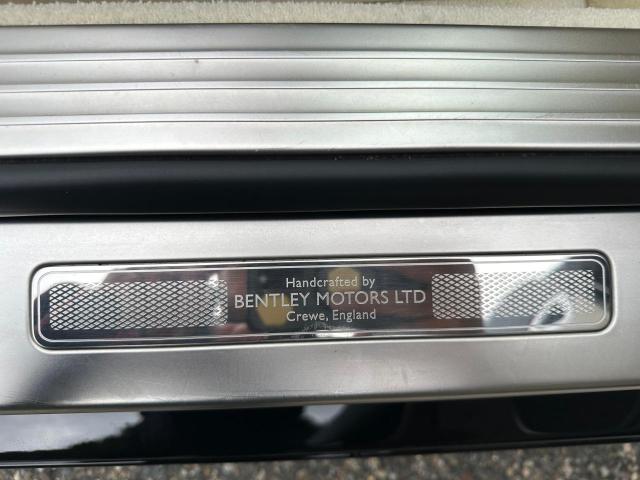 Handcrafted by
BENTLEY MOTORS LTD
Crewe, England